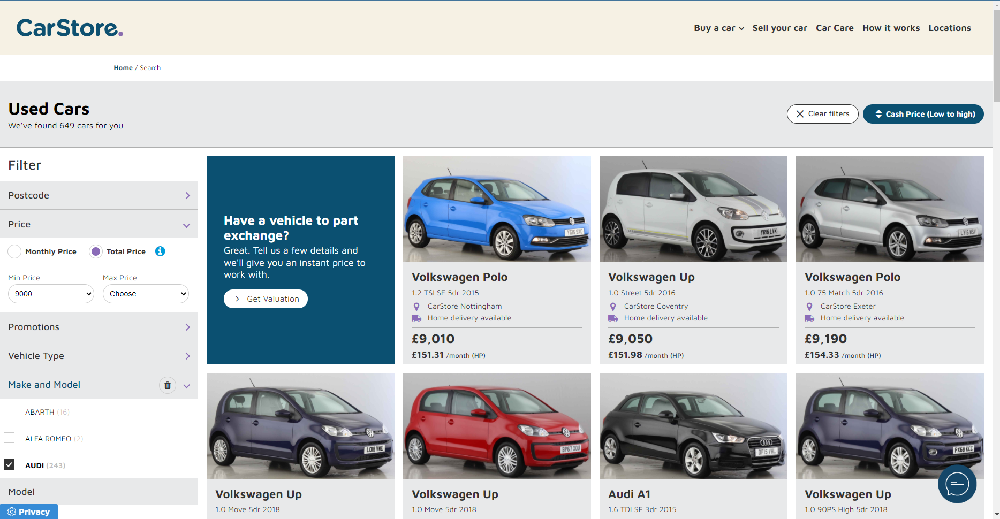 CarStore.
Buy a car
Sell your car
Car Care
How it works
Locations
Home / Search
Used Cars
We've found 649 cars for you
Clear filters
Cash Price (Low to high)
Filter
Postcode
Price
Monthly Price
Total Price
i
Min Price
Max Price
9000
Choose...
Promotions
Vehicle Type
Make and Model
ABARTH (16)
ALFA ROMEO (2)
AUDI (243)
Model
Privacy
Have a vehicle to part
exchange?
Great. Tell us a few details and
we'll give you an instant price to
work with.
Get Valuation
YC15 SXC
Volkswagen Polo
1.2 TSI SE 5dr 2015
CarStore Nottingham
Home delivery available
£9,010
£151.31 /month (HP)
YR16 LVK
Volkswagen Up
1.0 Street 5dr 2016
CarStore Coventry
Home delivery available
£9,050
£151.98 /month (HP)
LY16 WSV
Volkswagen Polo
1.0 75 Match 5dr 2016
CarStore Exeter
Home delivery available
£9,190
£154.33 /month (HP)
LO18 VWE
Volkswagen Up
1.0 Move 5dr 2018
BP67 XOU
Volkswagen Up
1.0 Move 5dr 2018
DF15 VHL
Audi A1
1.6 TDI SE 3dr 2015
PX68 KCC
Volkswagen Up
1.0 90PS High 5dr 2018